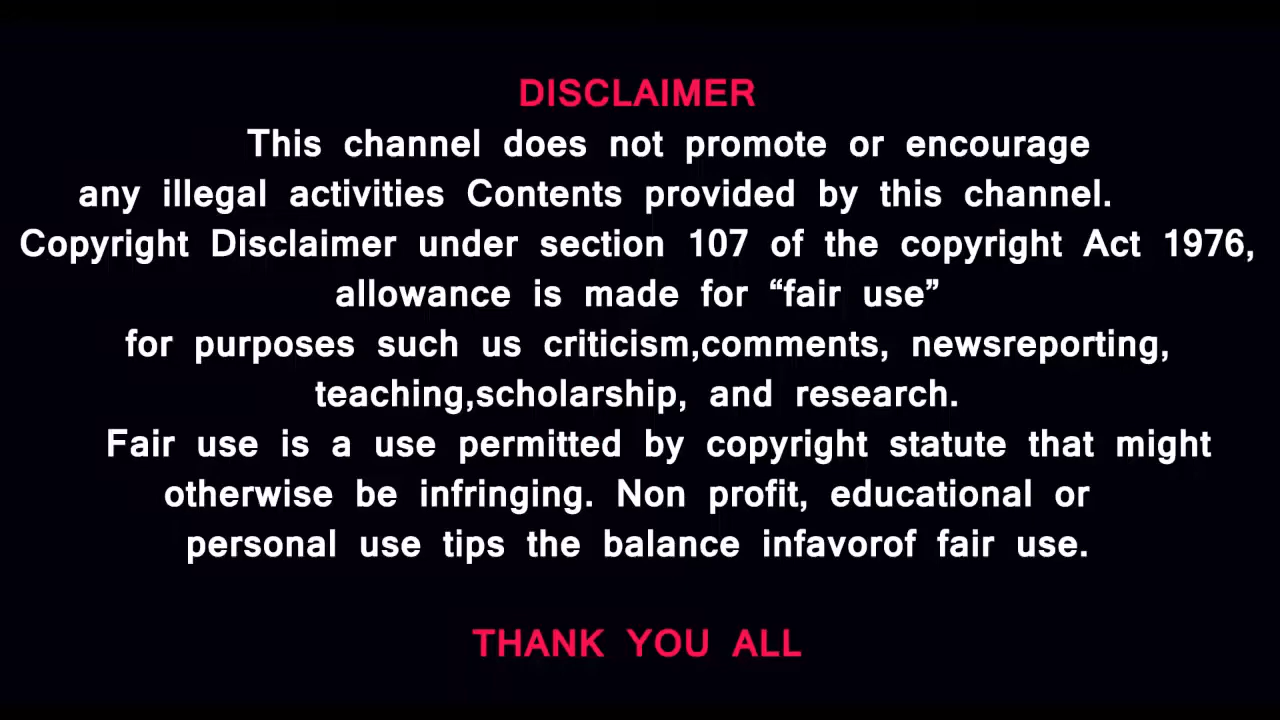 DISCLAIMER
This channel does not promote or encourage
any illegal activities Contents provided by this channel.
Copyright Disclaimer under section 107 of the copyright Act 1976,
allowance is made for “fair use”
for purposes such us criticism,comments, newsreporting,
teaching,scholarship, and research.
Fair use is a use permitted by copyright statute that might
otherwise be infringing. Non profit, educational or
personal use tips the balance infavorof fair use.
THANK YOU ALL